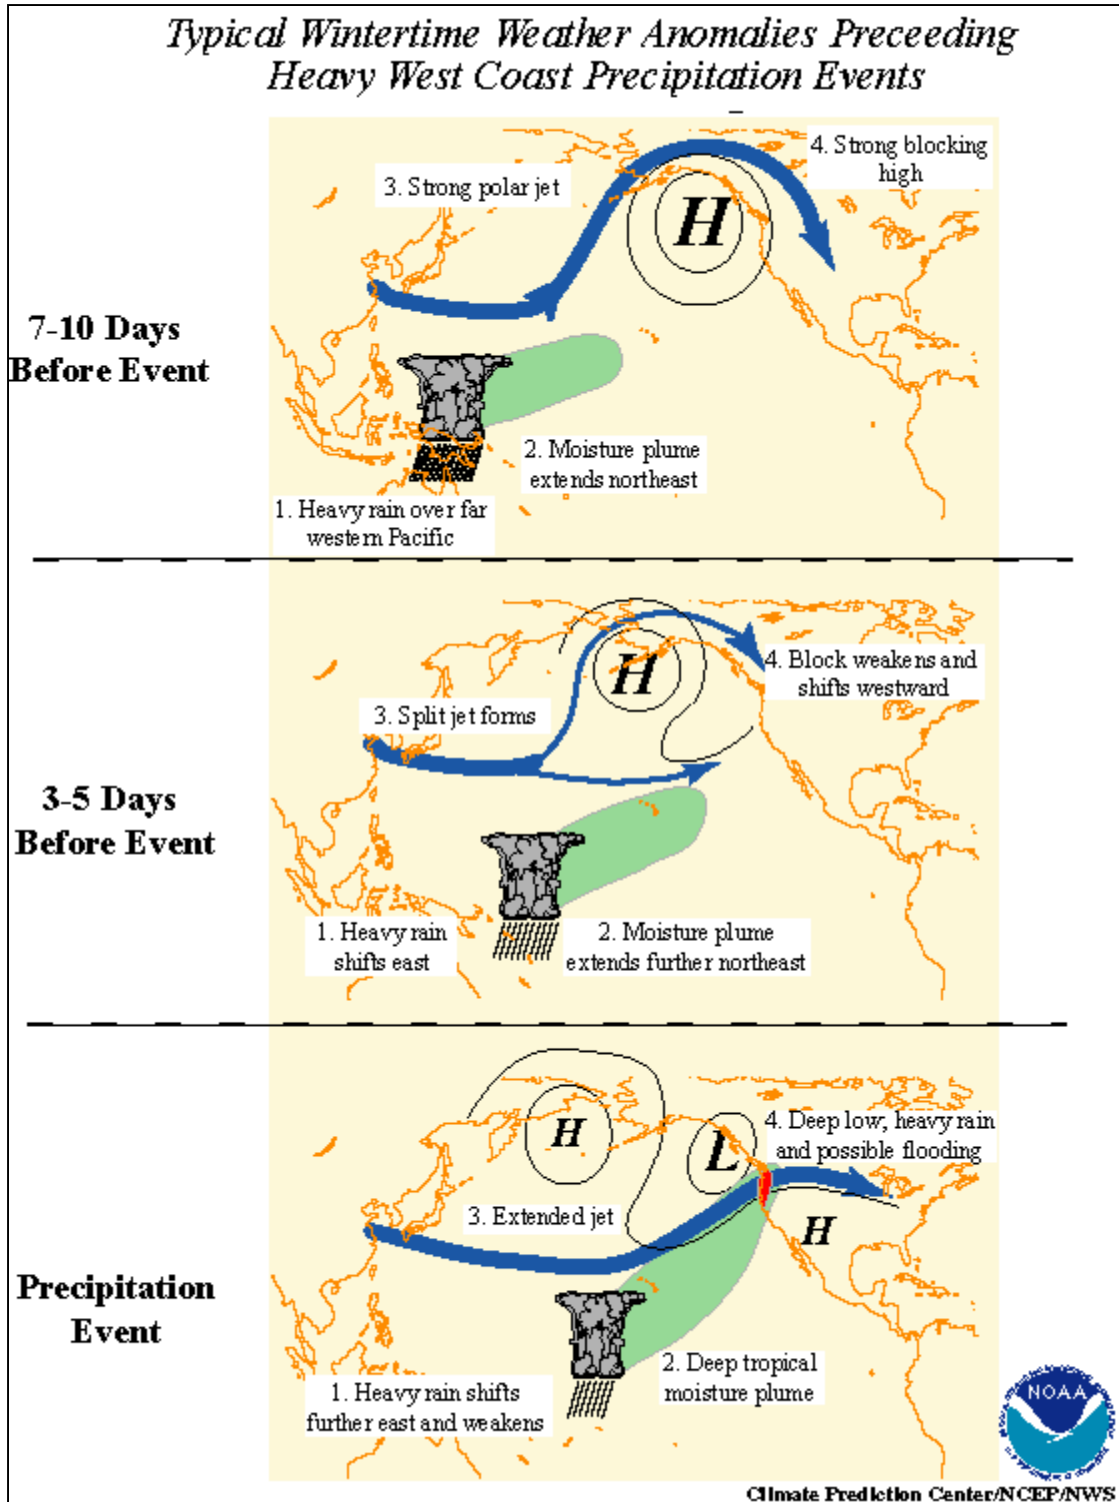 Typical Wintertime Weather Anomalies Preceeding
Heavy West Coast Precipitation Events
7-10 Days
Before Event
3. Strong polar jet
4. Strong blocking
high
H
2. Moisture plume
extends northeast
1. Heavy rain over far
western Pacific
3-5 Days
Before Event
H
4. Block weakens and
shifts westward
3. Split jet forms
1. Heavy rain
shifts east
2. Moisture plume
extends further northeast
Precipitation
Event
H
L
4. Deep low, heavy rain
and possible flooding
3. Extended jet
H
2. Deep tropical
moisture plume
1. Heavy rain shifts
further east and weakens
NOAA
Climate Prediction Center/NCEP/NWS